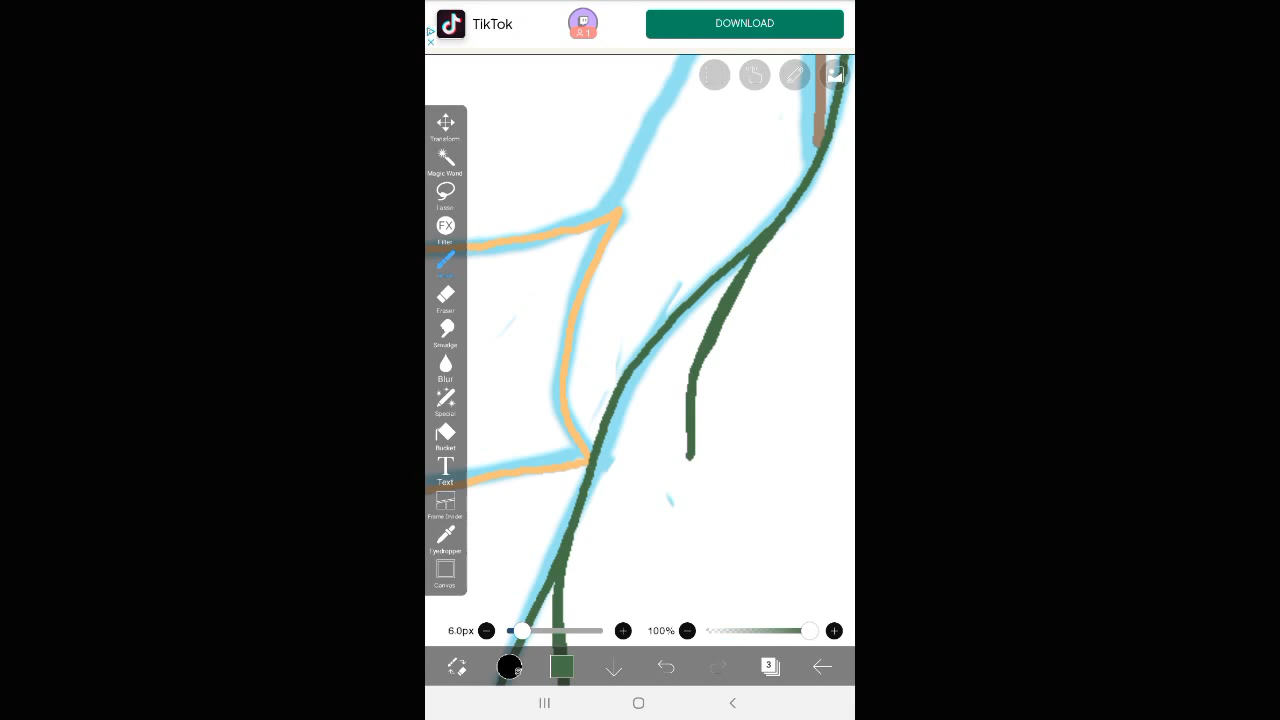 TikTok
1
DOWNLOAD
Transform
Magic Wand
Lasso
FX
Filter
Eraser
Smudge
Blur
Special
Bucket
T
Text
Frame Divider
Eyedropper
Canvas
6.0px
100%
3